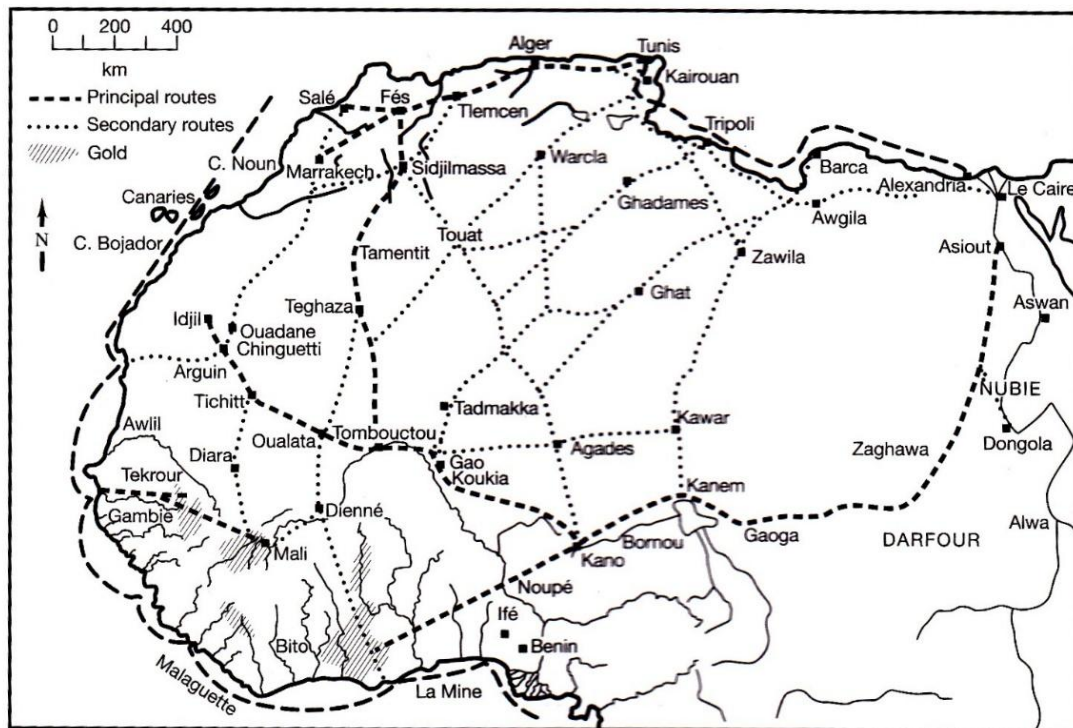 0 200 400
km
Principal routes
Secondary routes
Gold
N
Alger
Tunis
Kairouan
Salé
Fés
Tlemcen
Tripoli
C. Noun
Marrakech
Sidjilmassa
Warcla
Barca
Alexandria
Le Caire
Canaries
Ghadames
Awgila
C. Bojador
Touat
Asiout
Tamentit
Zawila
Teghaza
Ghat
Idjil
Aswan
Ouadane
Chinguetti
Arguin
NUBIE
Tichitt
Tadmakka
Kawar
Awlil
Oualata
Tombouctou
Agades
Zaghawa
Dongola
Diara
Gao
Koukia
Tekrour
Kanem
Gambie
Dienné
Alwa
Mali
Bornou
Gaoga
DARFOUR
Kano
Noupé
Ifé
Bito
Benin
La Mine
Malaguette